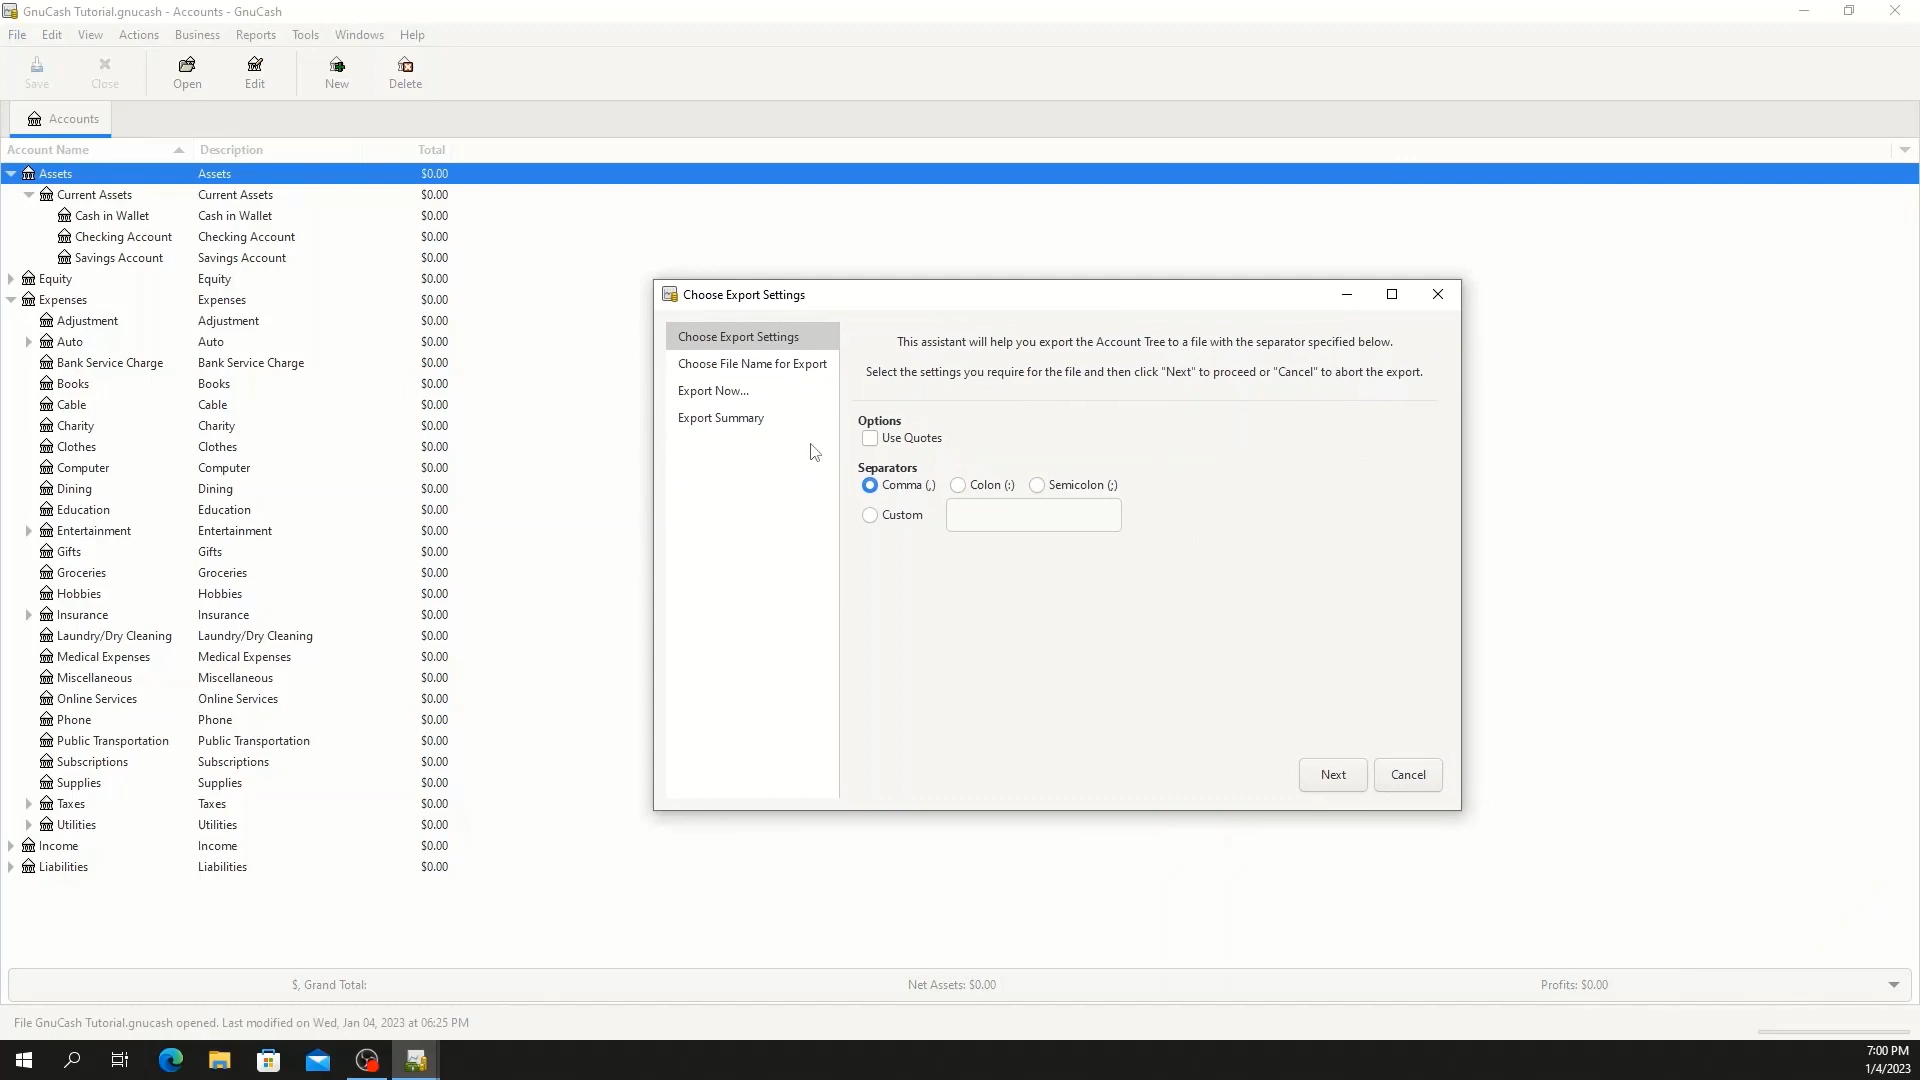 GnuCash Tutorial.gnucash - Accounts - GnuCash
File Edit View Actions Business Reports Tools Windows Help
Save Close Open Edit New Delete
Accounts
Account Name Description Total
Assets Assets $0.00
Current Assets Current Assets $0.00
Cash in Wallet Cash in Wallet $0.00
Checking Account Checking Account $0.00
Savings Account Savings Account $0.00
Equity Equity $0.00
Expenses Expenses $0.00
Adjustment Adjustment $0.00
Auto Auto $0.00
Bank Service Charge Bank Service Charge $0.00
Books Books $0.00
Cable Cable $0.00
Charity Charity $0.00
Clothes Clothes $0.00
Computer Computer $0.00
Dining Dining $0.00
Education Education $0.00
Entertainment Entertainment $0.00
Gifts Gifts $0.00
Groceries Groceries $0.00
Hobbies Hobbies $0.00
Insurance Insurance $0.00
Laundry/Dry Cleaning Laundry/Dry Cleaning $0.00
Medical Expenses Medical Expenses $0.00
Miscellaneous Miscellaneous $0.00
Online Services Online Services $0.00
Phone Phone $0.00
Public Transportation Public Transportation $0.00
Subscriptions Subscriptions $0.00
Supplies Supplies $0.00
Taxes Taxes $0.00
Utilities Utilities $0.00
Income Income $0.00
Liabilities Liabilities $0.00
Choose Export Settings
Choose Export Settings
Choose File Name for Export
Export Now...
Export Summary
This assistant will help you export the Account Tree to a file with the separator specified below.
Select the settings you require for the file and then click "Next" to proceed or "Cancel" to abort the export.
Options
Use Quotes
Separators
Comma (,) Colon (:) Semicolon (;)
Custom
Next Cancel
$, Grand Total: Net Assets: $0.00 Profits: $0.00
File GnuCash Tutorial.gnucash opened. Last modified on Wed, Jan 04, 2023 at 06:25 PM
7:00 PM
1/4/2023